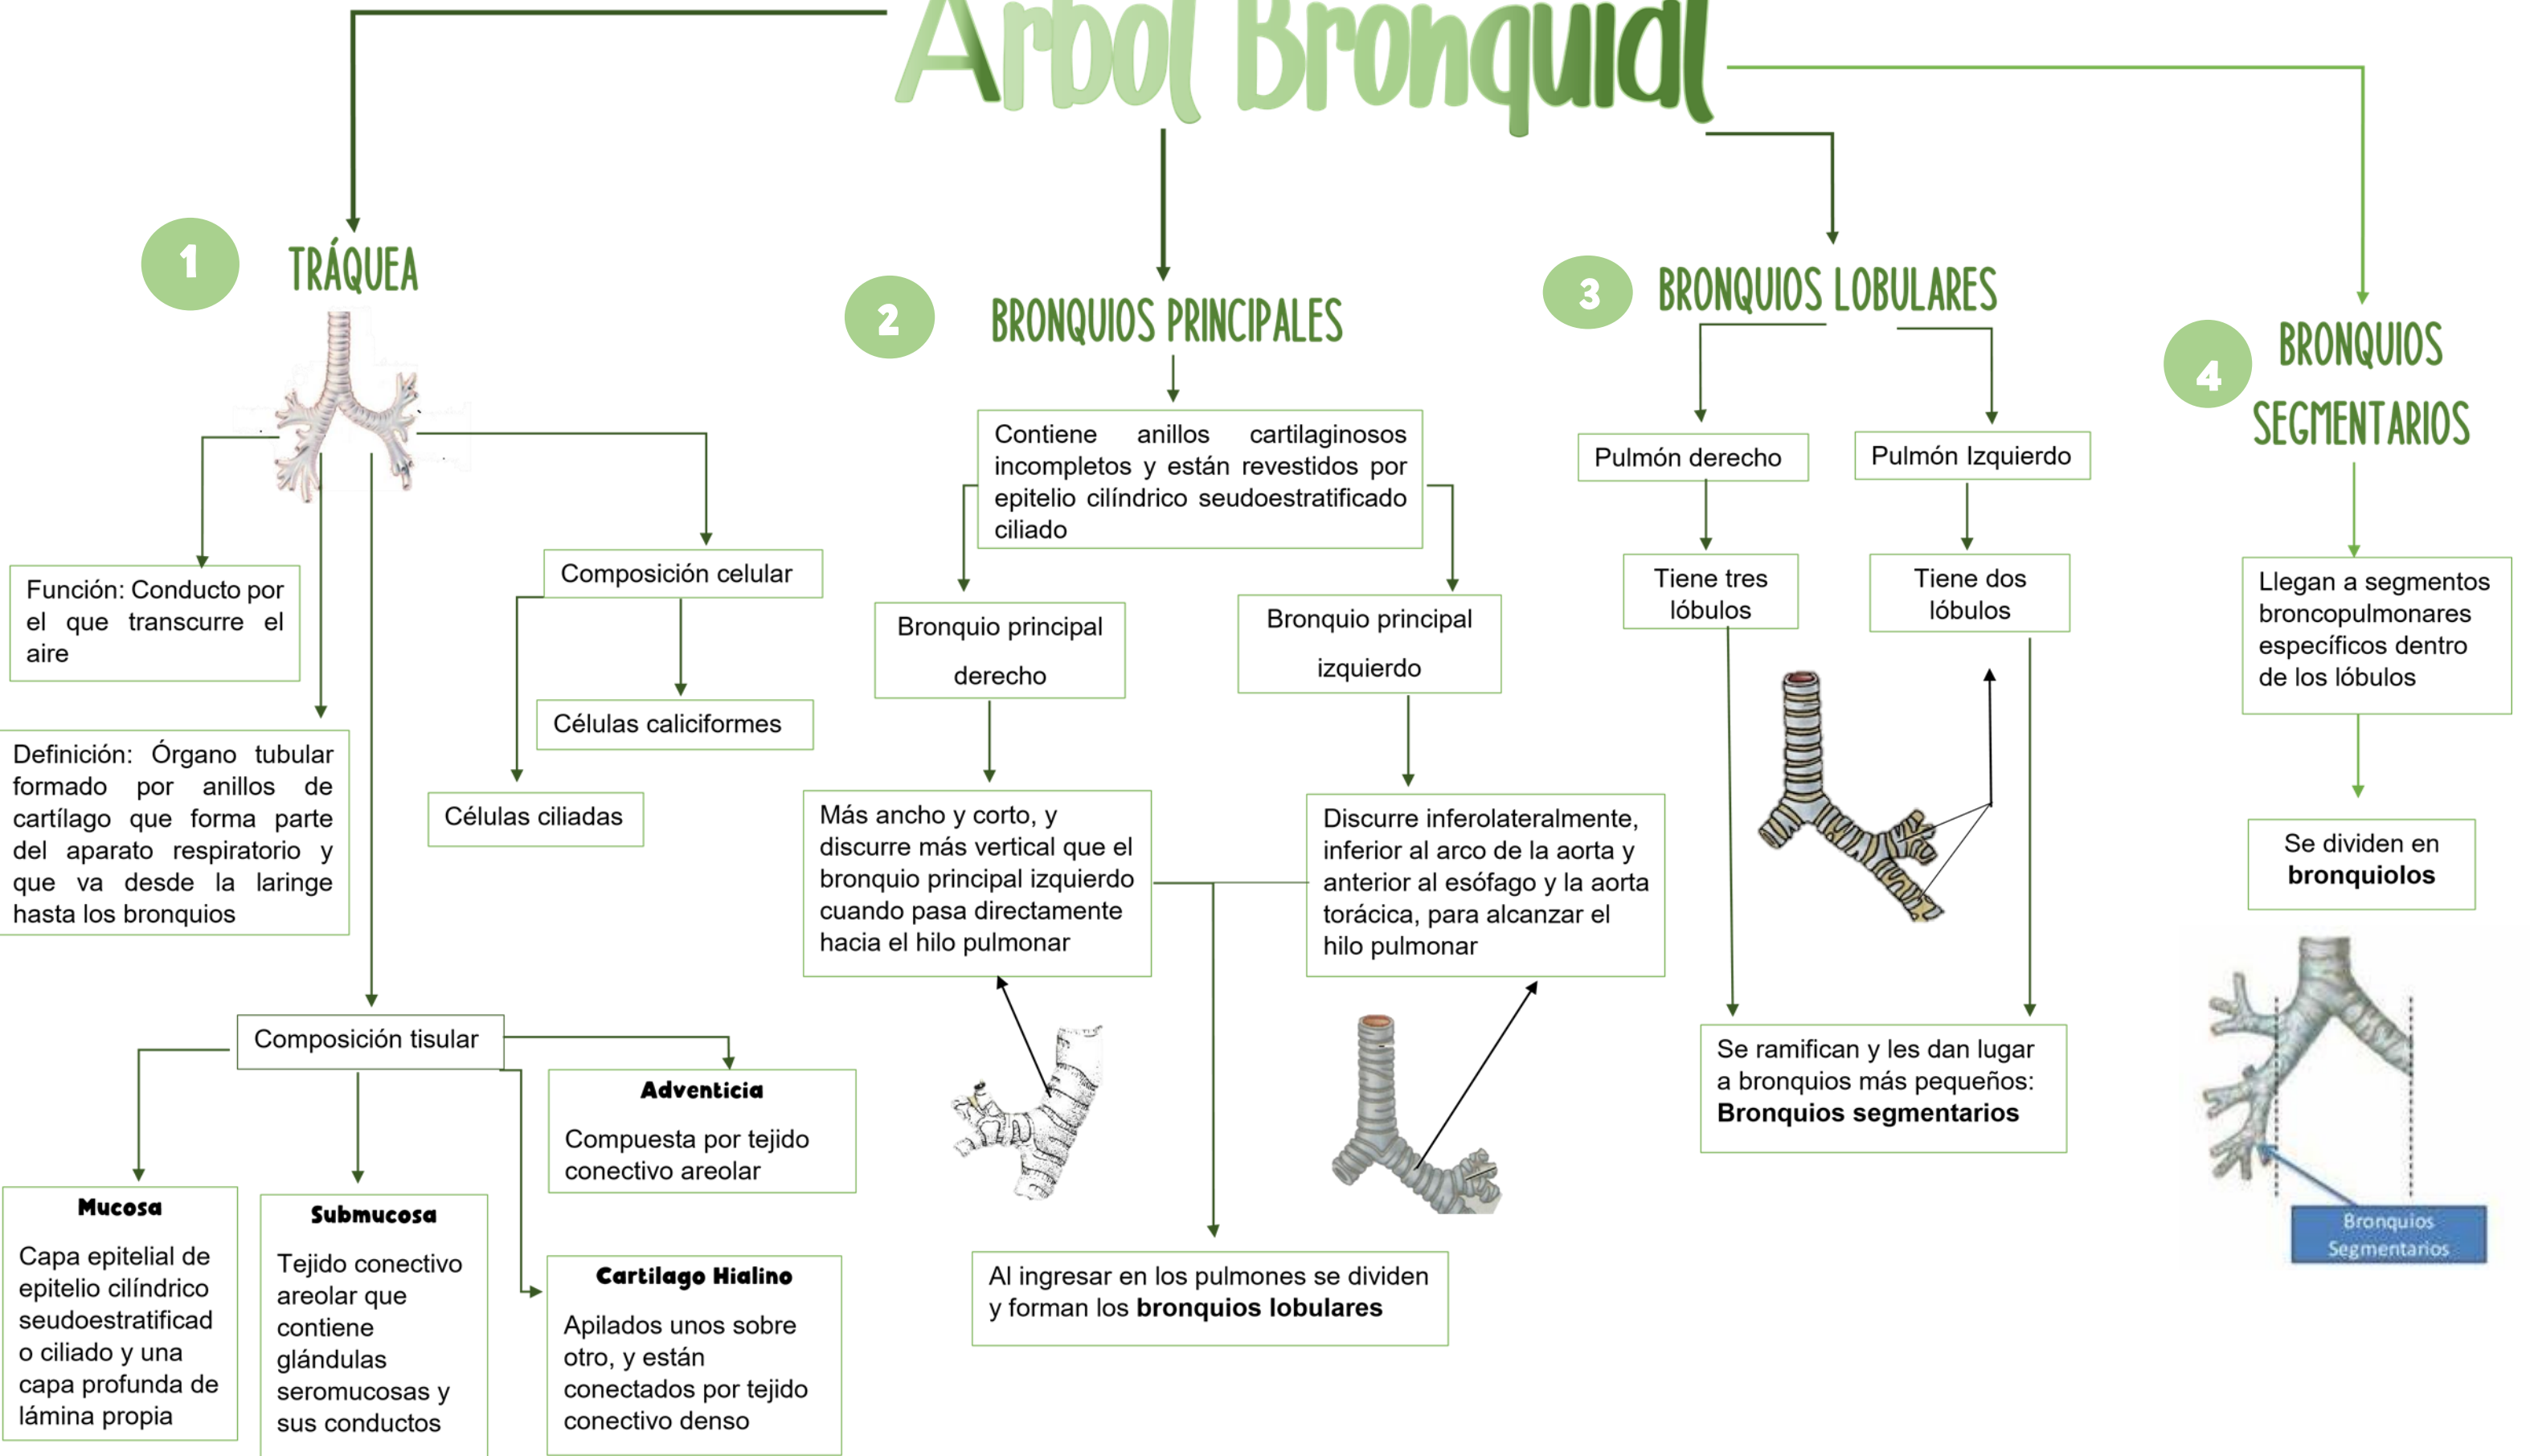 Arbol Bronquial
1
TRÁQUEA
Función: Conducto por
el que transcurre el
aire
Definición: Órgano tubular
formado por anillos de
cartílago que forma parte
del aparato respiratorio y
que va desde la laringe
hasta los bronquios
Composición celular
Células caliciformes
Células ciliadas
Composición tisular
Mucosa
Capa epitelial de
epitelio cilíndrico
seudoestratificad
o ciliado y una
capa profunda de
lámina propia
Submucosa
Tejido conectivo
areolar que
contiene
glándulas
seromucosas y
sus conductos
Adventicia
Compuesta por tejido
conectivo areolar
Cartilago Hialino
Apilados unos sobre
otro, y están
conectados por tejido
conectivo denso
2
BRONQUIOS PRINCIPALES
Contiene anillos cartilaginosos
incompletos y están revestidos por
epitelio cilíndrico seudoestratificado
ciliado
Bronquio principal
derecho
Más ancho y corto, y
discurre más vertical que el
bronquio principal izquierdo
cuando pasa directamente
hacia el hilo pulmonar
Bronquio principal
izquierdo
Discurre inferolateralmente,
inferior al arco de la aorta y
anterior al esófago y la aorta
torácica, para alcanzar el
hilo pulmonar
Al ingresar en los pulmones se dividen
y forman los bronquios lobulares
3
BRONQUIOS LOBULARES
Pulmón derecho
Tiene tres
lóbulos
Pulmón Izquierdo
Tiene dos
lóbulos
Se ramifican y les dan lugar
a bronquios más pequeños:
Bronquios segmentarios
4
BRONQUIOS
SEGMENTARIOS
Llegan a segmentos
broncopulmonares
específicos dentro
de los lóbulos
Se dividen en
bronquiolos
Bronquios
Segmentarios